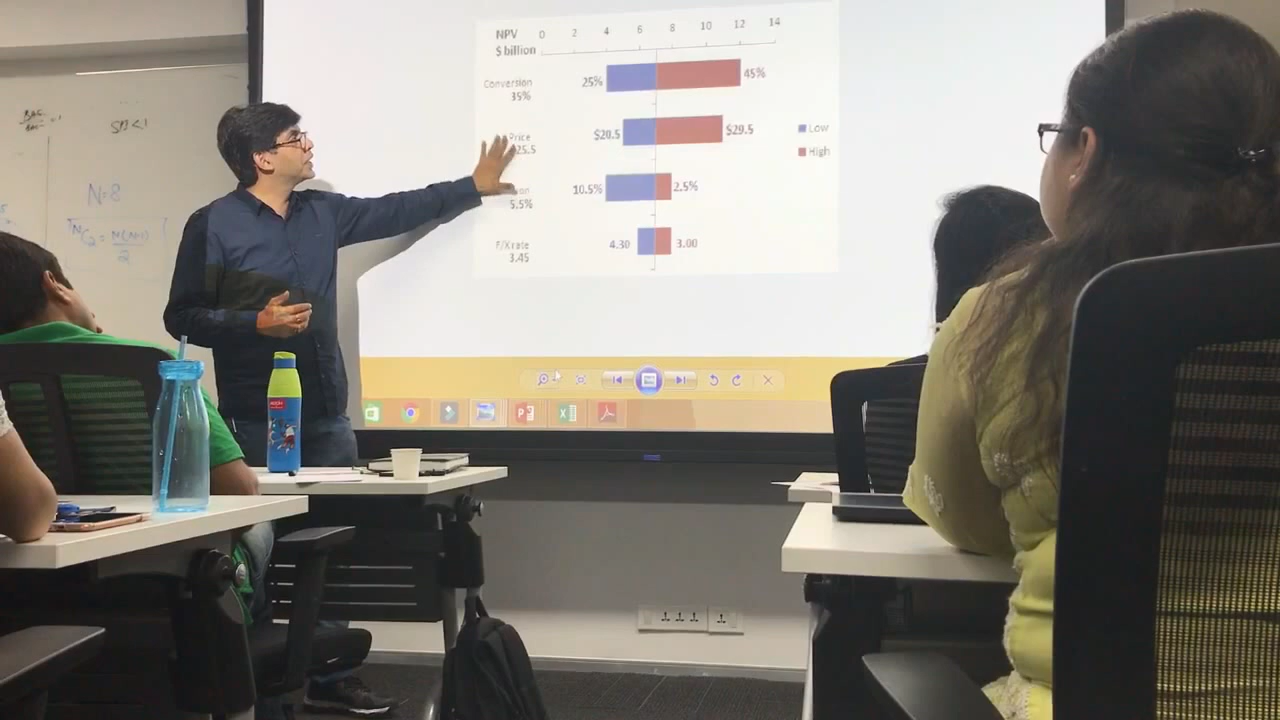 NPV
$ billion
0 2 4 6 8 10 12 14
Conversion
35%
25%
45%
Price
25.5
$20.5
$29.5
Low
High
5.5%
10.5%
2.5%
F/X rate
3.45
4.30
3.00
N=8